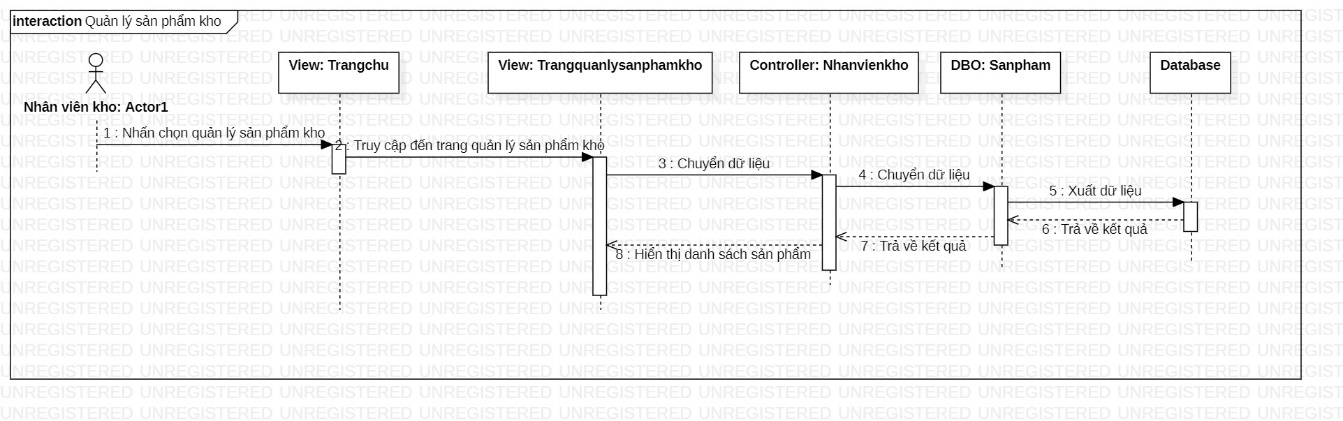 interaction Quản lý sản phẩm kho
View: Trangchu
View: Trangquanlysanphamkho
Controller: Nhanvienkho
DBO: Sanpham
Database
Nhân viên kho: Actor1
1 : Nhấn chọn quản lý sản phẩm kho
2 : Truy cập đến trang quản lý sản phẩm kho
3 : Chuyển dữ liệu
4 : Chuyển dữ liệu
5 : Xuất dữ liệu
6 : Trả về kết quả
7 : Trả về kết quả
8 : Hiển thị danh sách sản phẩm
UNREGISTERED